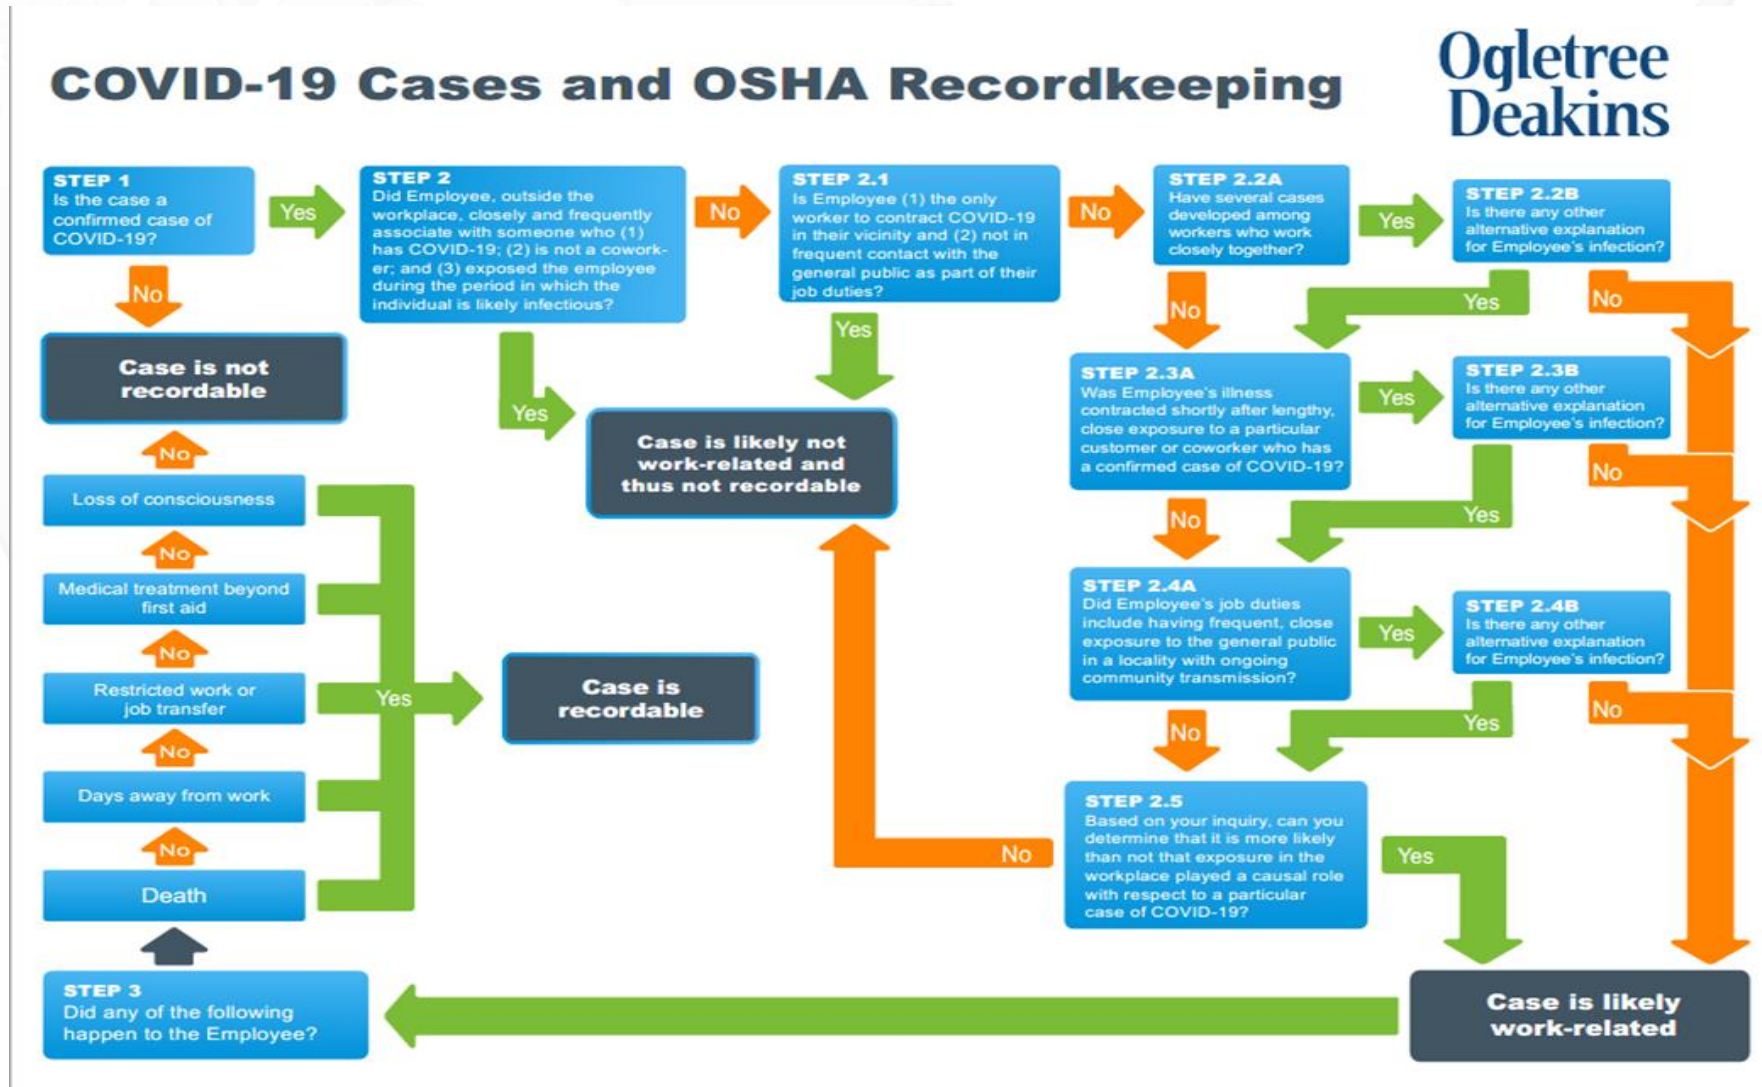 COVID-19 Cases and OSHA Recordkeeping
Ogletree
Deakins
STEP 1
Is the case a
confirmed case of
COVID-19?
Yes
No
STEP 2
Did Employee, outside the
workplace, closely and frequently
associate with someone who (1)
has COVID-19; (2) is not a cowork-
er; and (3) exposed the employee
during the period in which the
individual is likely infectious?
No
Yes
STEP 2.1
Is Employee (1) the only
worker to contract COVID-19
in their vicinity and (2) not in
frequent contact with the
general public as part of their
job duties?
No
Yes
STEP 2.2A
Have several cases
developed among
workers who work
closely together?
Yes
No
STEP 2.2B
Is there any other
alternative explanation
for Employee's infection?
Yes
No
Case is not
recordable
Case is likely not
work-related and
thus not recordable
STEP 2.3A
Was Employee's illness
contracted shortly after lengthy,
close exposure to a particular
customer or coworker who has
a confirmed case of COVID-19?
Yes
No
STEP 2.3B
Is there any other
alternative explanation
for Employee's infection?
Yes
No
STEP 2.4A
Did Employee's job duties
include having frequent, close
exposure to the general public
in a locality with ongoing
community transmission?
Yes
No
STEP 2.4B
Is there any other
alternative explanation
for Employee's infection?
Yes
No
STEP 2.5
Based on your inquiry, can you
determine that it is more likely
than not that exposure in the
workplace played a causal role
with respect to a particular
case of COVID-19?
No
Yes
Case is likely
work-related
No
Loss of consciousness
No
Medical treatment beyond
first aid
No
Restricted work or
job transfer
No
Days away from work
No
Death
Yes
Case is
recordable
STEP 3
Did any of the following
happen to the Employee?